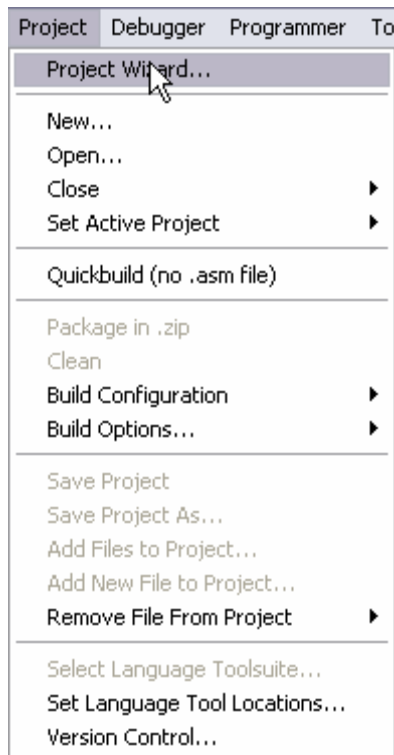 Project Debugger Programmer To
Project Wizard...
New...
Open...
Close
Set Active Project
Quickbuild (no .asm file)
Package in .zip
Clean
Build Configuration
Build Options...
Save Project
Save Project As...
Add Files to Project...
Add New File to Project...
Remove File From Project
Select Language Toolsuite...
Set Language Tool Locations...
Version Control...